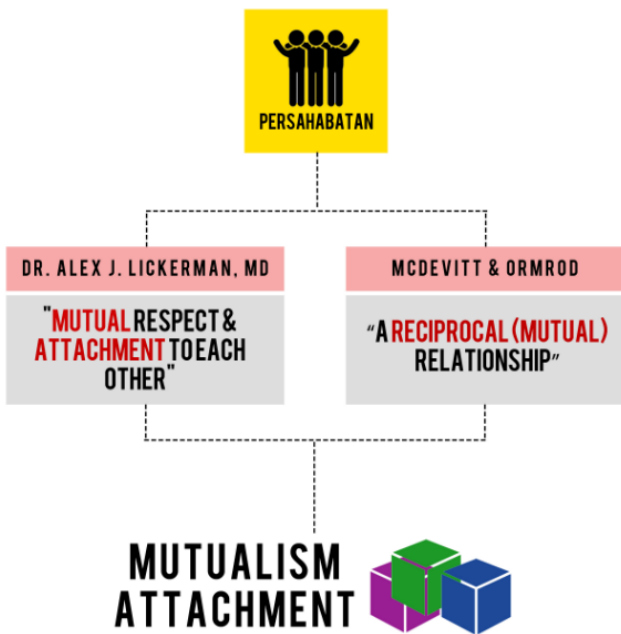 PERSAHABATAN
DR. ALEX J. LICKERMAN, MD
"MUTUAL RESPECT &
ATTACHMENT TO EACH
OTHER"
MCDEVITT & ORMROD
“A RECIPROCAL (MUTUAL)
RELATIONSHIP”
MUTUALISM
ATTACHMENT